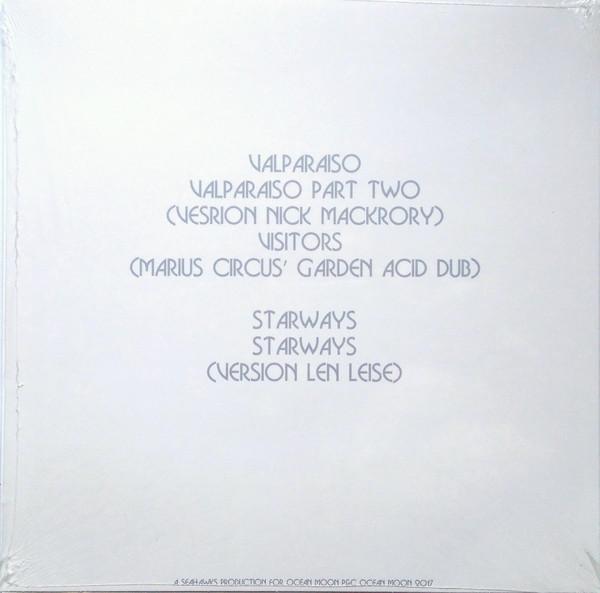 VALPARAISO
VALPARAISO PART TWO
(VESRION NICK MACKRORY)
VISITORS
(MARIUS CIRCUS' GARDEN ACID DUB)
STARWAYS
STARWAYS
(VERSION LEN LEISE)
A SEAHAWKS PRODUCTION FOR OCEAN MOON P&C OCEAN MOON 2017